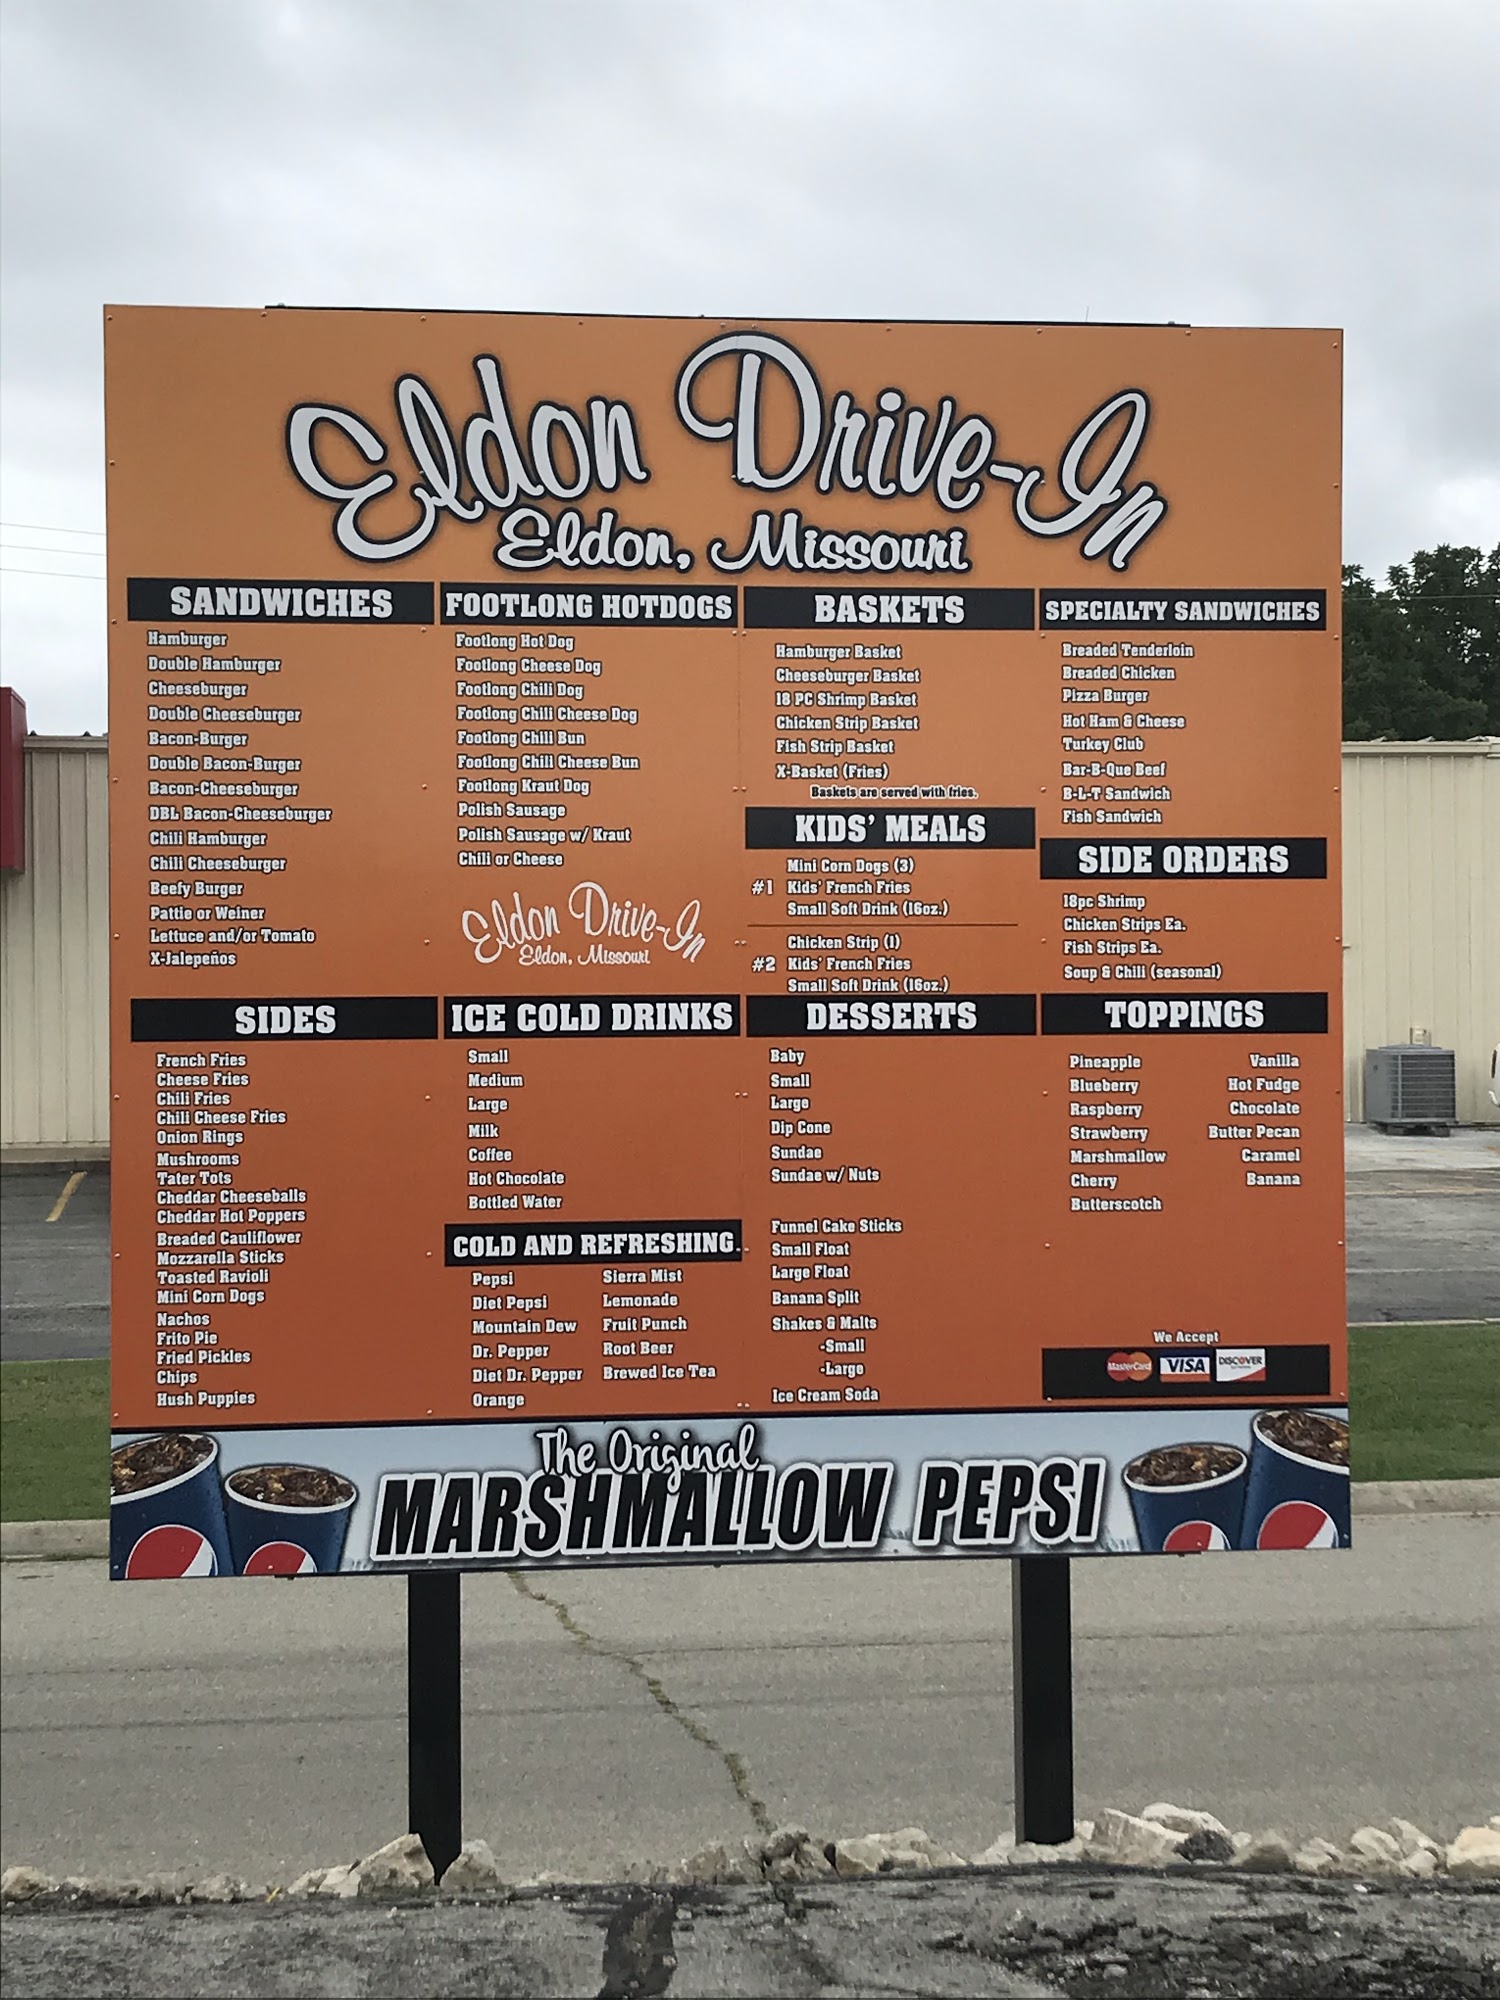 Eldon Drive-In
Eldon, Missouri
SANDWICHES
Hamburger
Double Hamburger
Cheeseburger
Double Cheeseburger
Bacon-Burger
Double Bacon-Burger
Bacon-Cheeseburger
DBL Bacon-Cheeseburger
Chili Hamburger
Chili Cheeseburger
Beefy Burger
Pattie or Weiner
Lettuce and/or Tomato
X-Jalepeños
FOOTLONG HOTDOGS
Footlong Hot Dog
Footlong Cheese Dog
Footlong Chili Dog
Footlong Chili Cheese Dog
Footlong Chili Bun
Footlong Chili Cheese Bun
Footlong Kraut Dog
Polish Sausage
Polish Sausage w/ Kraut
Chili or Cheese
Eldon Drive-In
Eldon, Missouri
BASKETS
Hamburger Basket
Cheeseburger Basket
18 PC Shrimp Basket
Chicken Strip Basket
Fish Strip Basket
X-Basket (Fries)
Baskets are served with fries.
KIDS' MEALS
Mini Corn Dogs (3)
#1 Kids' French Fries
Small Soft Drink (16oz.)
Chicken Strip (1)
#2 Kids' French Fries
Small Soft Drink (16oz.)
SPECIALTY SANDWICHES
Breaded Tenderloin
Breaded Chicken
Pizza Burger
Hot Ham & Cheese
Turkey Club
Bar-B-Que Beef
B-L-T Sandwich
Fish Sandwich
SIDE ORDERS
18pc Shrimp
Chicken Strips Ea.
Fish Strips Ea.
Soup & Chili (seasonal)
SIDES
French Fries
Cheese Fries
Chili Fries
Chili Cheese Fries
Onion Rings
Mushrooms
Tater Tots
Cheddar Cheeseballs
Cheddar Hot Poppers
Breaded Cauliflower
Mozzarella Sticks
Toasted Ravioli
Mini Corn Dogs
Nachos
Frito Pie
Fried Pickles
Chips
Hush Puppies
ICE COLD DRINKS
Small
Medium
Large
Milk
Coffee
Hot Chocolate
Bottled Water
COLD AND REFRESHING
Pepsi
Diet Pepsi
Mountain Dew
Dr. Pepper
Diet Dr. Pepper
Orange
Sierra Mist
Lemonade
Fruit Punch
Root Beer
Brewed Ice Tea
DESSERTS
Baby
Small
Large
Dip Cone
Sundae
Sundae w/ Nuts
Funnel Cake Sticks
Small Float
Large Float
Banana Split
Shakes & Malts
-Small
-Large
Ice Cream Soda
TOPPINGS
Pineapple
Blueberry
Raspberry
Strawberry
Marshmallow
Cherry
Butterscotch
Vanilla
Hot Fudge
Chocolate
Butter Pecan
Caramel
Banana
We Accept
MasterCard VISA DISCOVER
The Original
MARSHMALLOW PEPSI